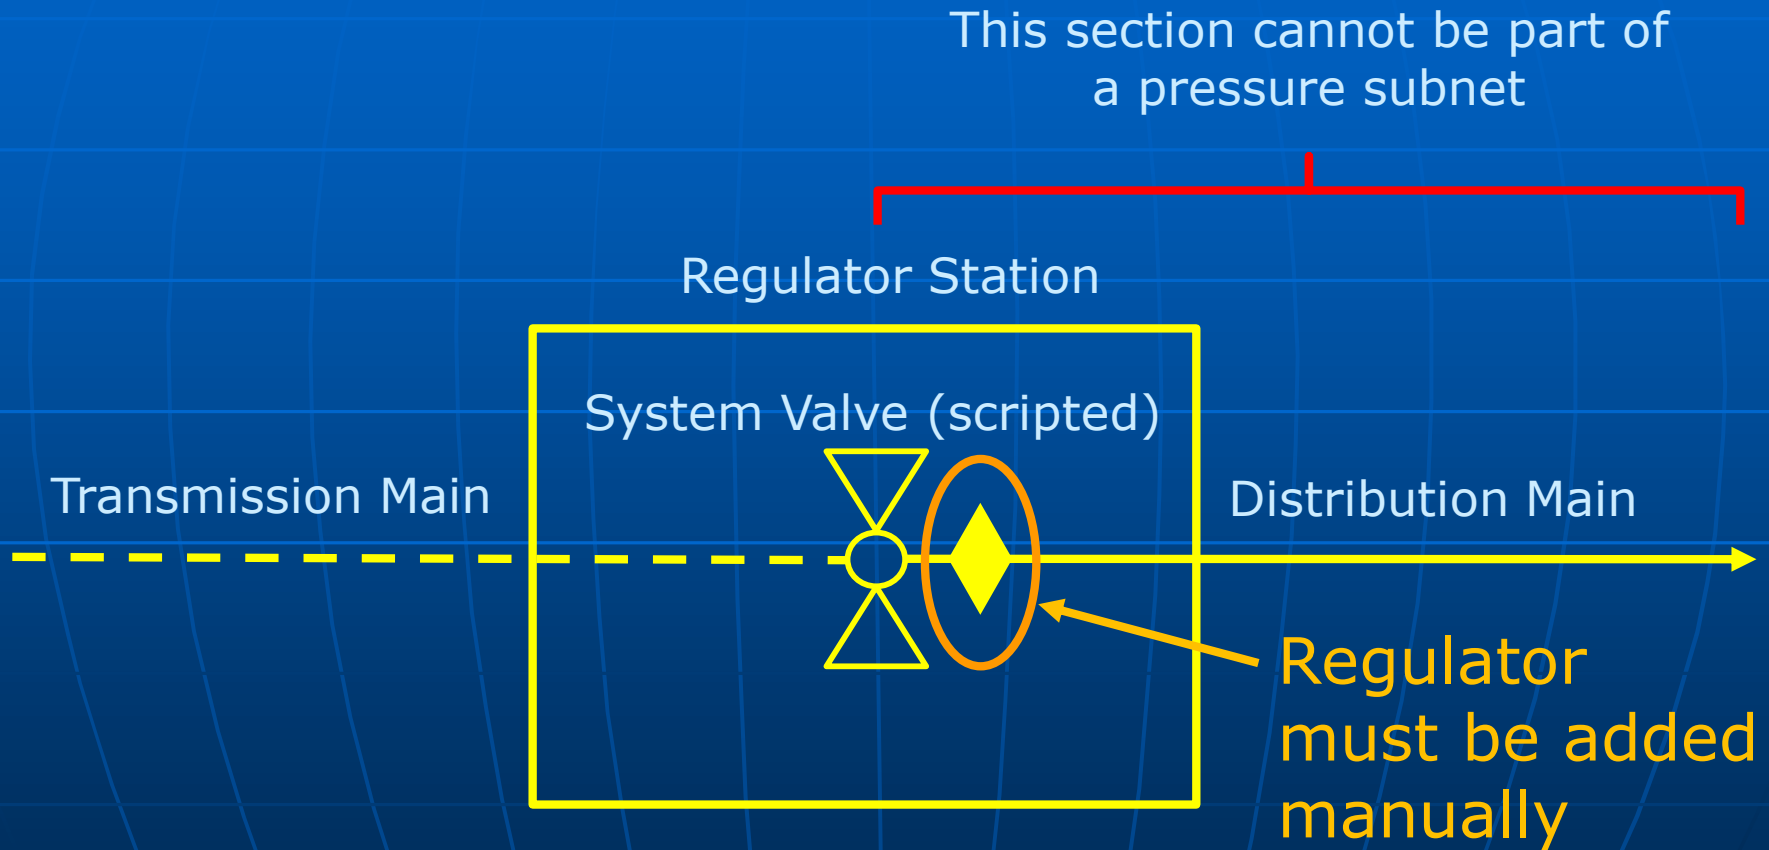 This section cannot be part of
a pressure subnet
Regulator Station
System Valve (scripted)
Transmission Main
Distribution Main
Regulator
must be added
manually